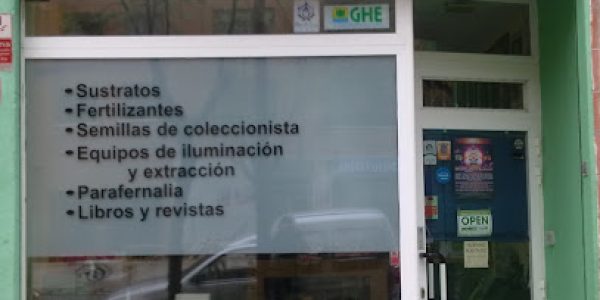 GHE
Sustratos
Fertilizantes
Semillas de coleccionista
Equipos de iluminación
y extracción
Parafernalia
Libros y revistas
OPEN